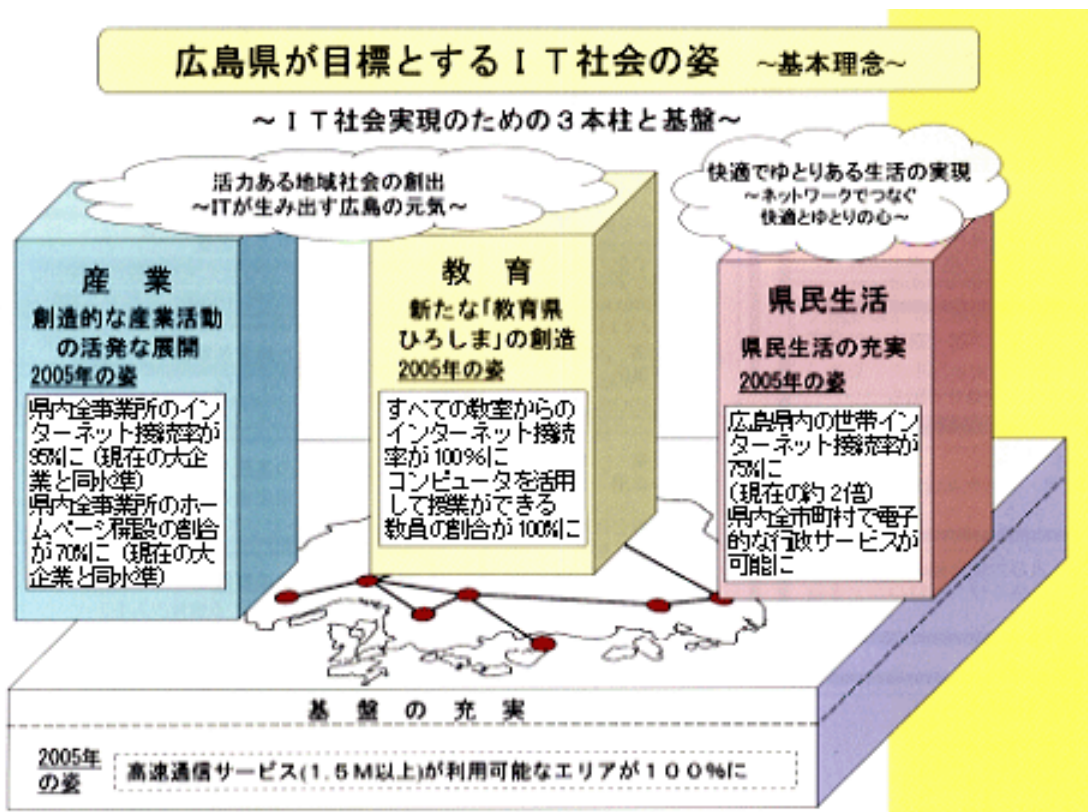 広島県が目標とするIT社会の姿 ~基本理念~
~IT社会実現のための3本柱と基盤~
活力ある地域社会の創出
~ITが生み出す広島の元気~
快適でゆとりある生活の実現
~ネットワークでつなぐ
快適とゆとりの心~
産業
創造的な産業活動
の活発な展開
2005年の姿
県内全事業所のイン
ターネット接続率が
95%に(現在の大企
業と同水準)
県内全事業所のホー
ムページ開設の割合
が70%に(現在の大
企業と同水準)
教育
新たな「教育県
ひろしま」の創造
2005年の姿
すべての教室からの
インターネット接続
率が100%に
コンピュータを活用
して授業ができる
教員の割合が100%に
県民生活
県民生活の充実
2005年の姿
広島県内の世帯イン
ターネット接続率が
75%に
(現在の約2倍)
県内全市町村で電子
的な行政サービスが
可能に
基盤の充実
2005年
の姿
高速通信サービス(1.5M以上)が利用可能なエリアが100%に